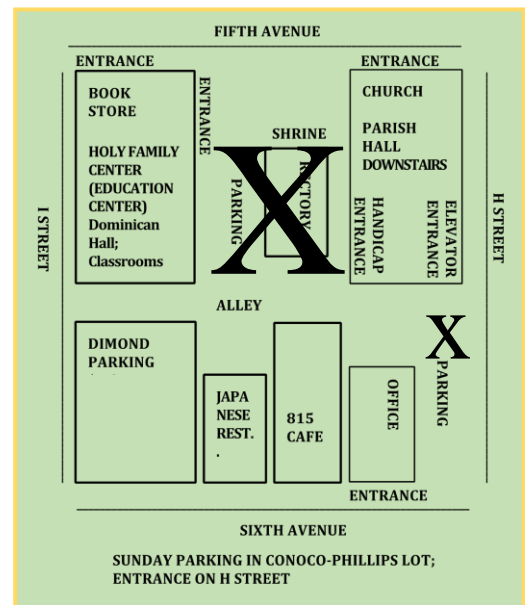 FIFTH AVENUE
ENTRANCE
ENTRANCE
BOOK
STORE
HOLY FAMILY
CENTER
(EDUCATION
CENTER)
Dominican
Hall;
Classrooms
ENTRANCE
SHRINE
PARKING
RECTORY
X
CHURCH
PARISH
HALL
DOWNSTAIRS
HANDICAP
ENTRANCE
ELEVATOR
ENTRANCE
I STREET
H STREET
ALLEY
DIMOND
PARKING
JAPA
NESE
REST.
.
815
CAFE
OFFICE
X
PARKING
ENTRANCE
SIXTH AVENUE
SUNDAY PARKING IN CONOCO-PHILLIPS LOT;
ENTRANCE ON H STREET